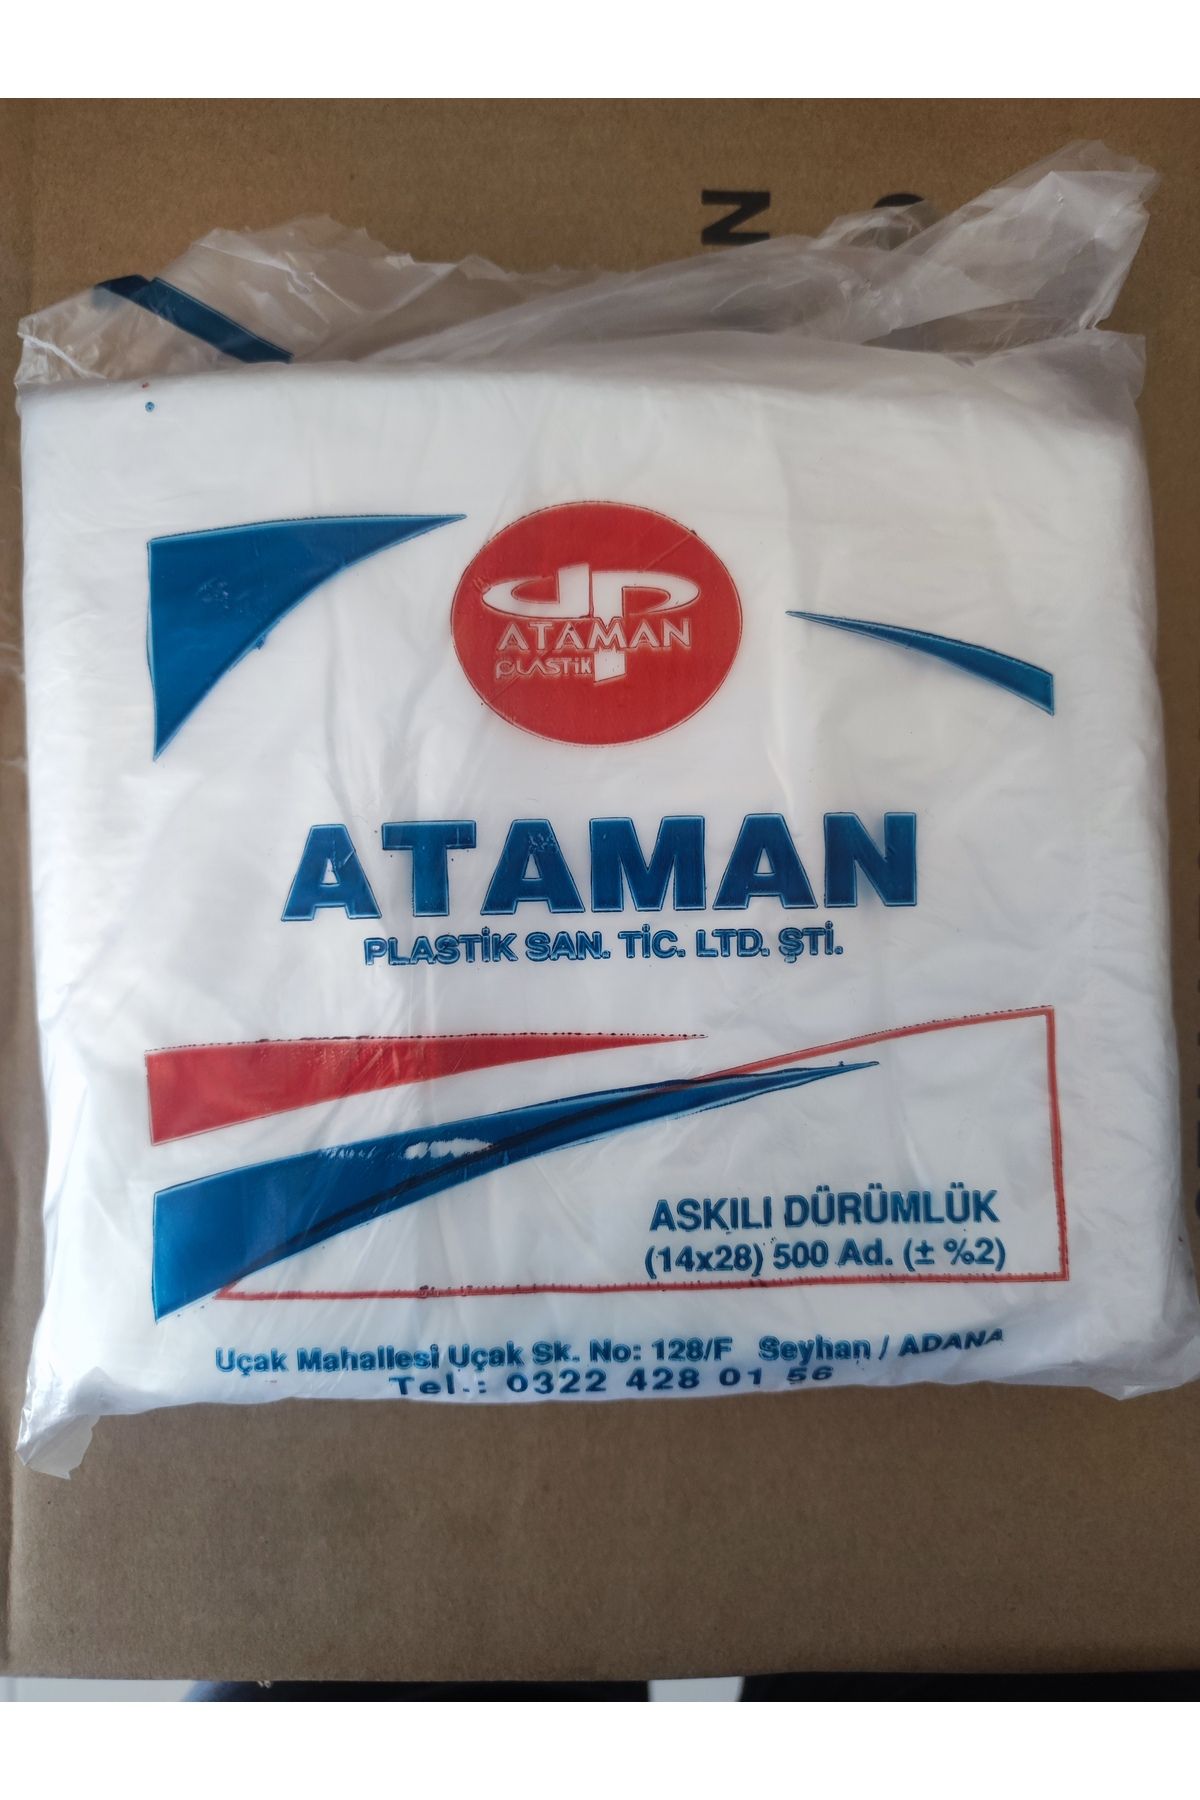 N
ATAMAN
PLASTİK
ATAMAN
PLASTİK SAN. TİC. LTD. ŞTİ.
ASKILI DÜRÜMLÜK
(14x28) 500 Ad. (± %2)
Uçak Mahallesi Uçak Sk. No: 128/F Seyhan / ADANA
Tel.: 0322 428 01 56